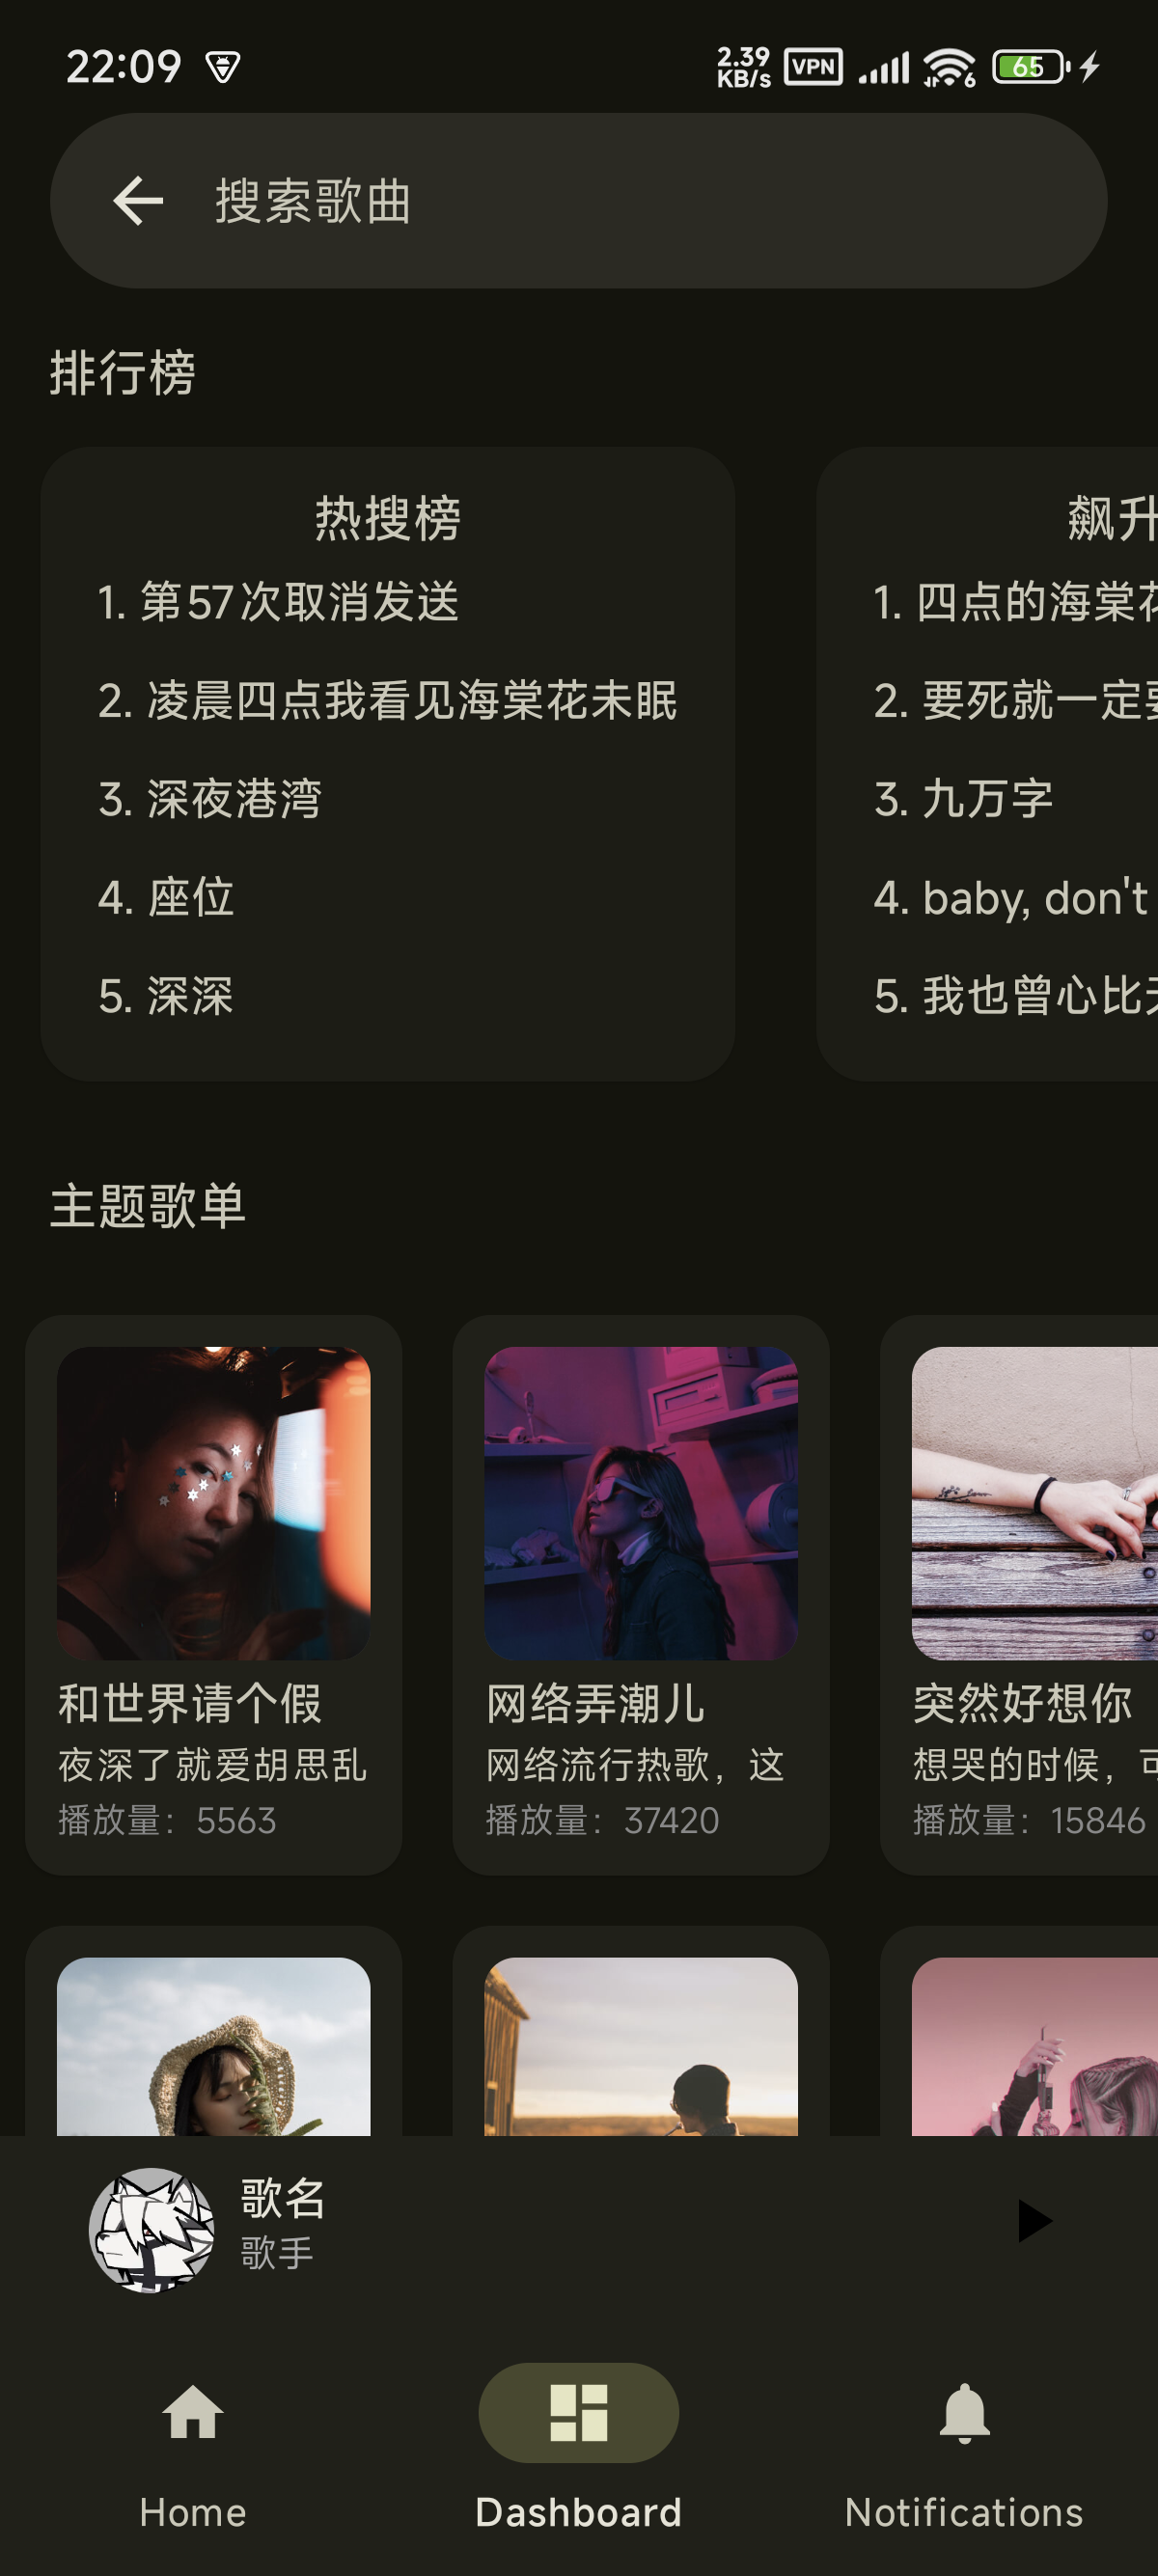 22:09
2.39 KB/s VPN 6 65
搜索歌曲
排行榜
热搜榜
1. 第57次取消发送
2. 凌晨四点我看见海棠花未眠
3. 深夜港湾
4. 座位
5. 深深
飙升
1. 四点的海棠花
2. 要死就一定要
3. 九万字
4. baby, don't
5. 我也曾心比天
主题歌单
和世界请个假
夜深了就爱胡思乱
播放量：5563
网络弄潮儿
网络流行热歌，这
播放量：37420
突然好想你
想哭的时候，可
播放量：15846
歌名
歌手
Home
Dashboard
Notifications